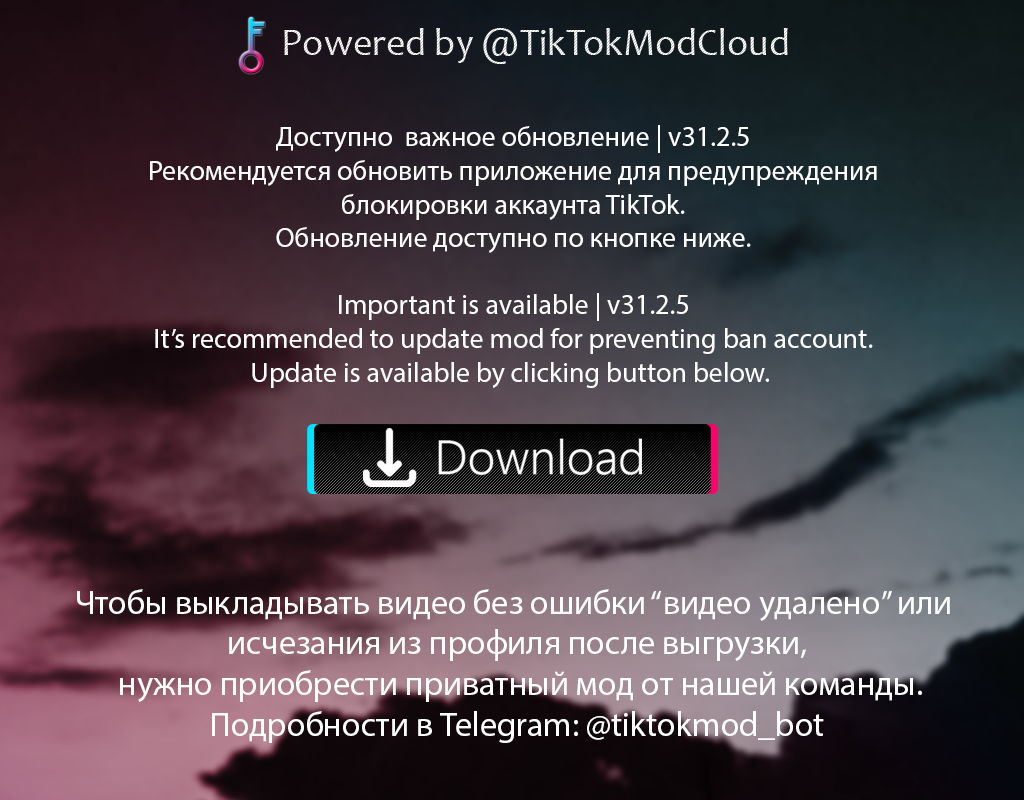 Powered by @TikTokModCloud
Доступно  важное обновление | v31.2.5
Рекомендуется обновить приложение для предупреждения
блокировки аккаунта TikTok.
Обновление доступно по кнопке ниже.
Important is available | v31.2.5
It’s recommended to update mod for preventing ban account.
Update is available by clicking button below.
Download
Чтобы выкладывать видео без ошибки “видео удалено” или
исчезания из профиля после выгрузки,
нужно приобрести приватный мод от нашей команды.
Подробности в Telegram: @tiktokmod_bot